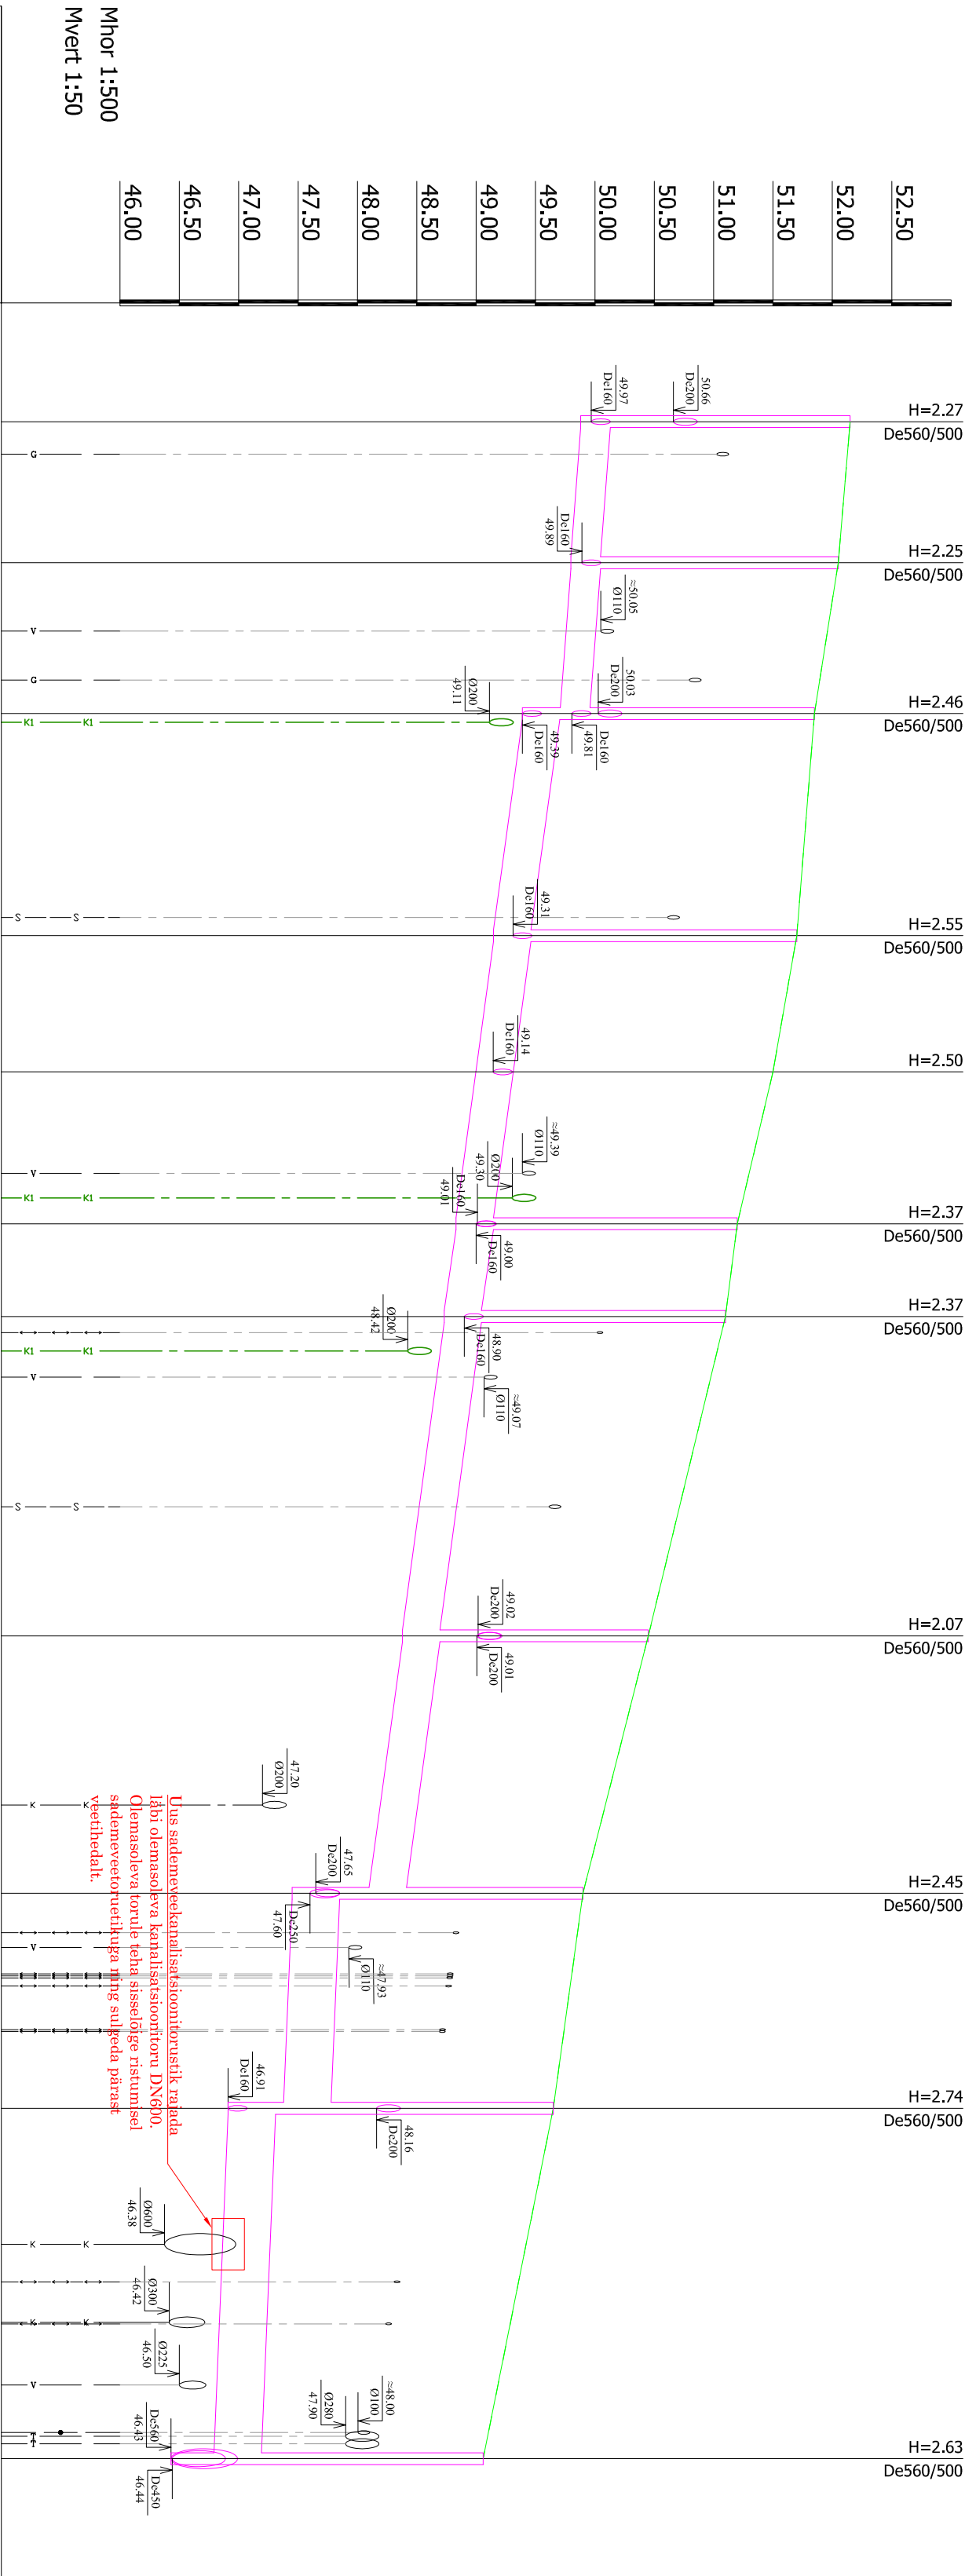 Mhor 1:500
Mvert 1:50
52.50
52.00
51.50
51.00
50.50
50.00
49.50
49.00
48.50
48.00
47.50
47.00
46.50
46.00
H=2.27
De560/500
50.66
De200
49.97
De160
G
H=2.25
De560/500
De160
49.89
≈50.05
Ø110
V
G
H=2.46
De560/500
50.03
De200
De160
49.81
49.39
De160
Ø200
49.11
K1
K1
S
S
H=2.55
De560/500
49.31
De160
H=2.50
49.14
De160
≈49.39
Ø110
V
Ø200
49.30
K1
K1
H=2.37
De560/500
De160
49.01
49.00
De160
H=2.37
De560/500
48.90
De160
Ø200
48.42
K1
K1
≈49.07
Ø110
V
S
S
H=2.07
De560/500
49.02
De200
49.01
De200
47.20
Ø200
K
K
H=2.45
De560/500
47.65
De200
De250
47.60
≈47.93
Ø110
V
H=2.74
De560/500
46.91
De160
48.16
De200
Uus sademeveekanalisatsioonitorustik rajada
läbi olemasoleva kanalisatsioonitoru DN600.
Olemasoleva torule teha sisselõige ristumisel
sademeveetoruetikuga ning sulgeda pärast
veetihedalt.
Ø600
46.38
K
K
Ø300
46.42
K
K
Ø225
46.50
V
≈48.00
Ø100
Ø280
47.90
T
T
H=2.63
De560/500
De560
46.43
De450
46.44